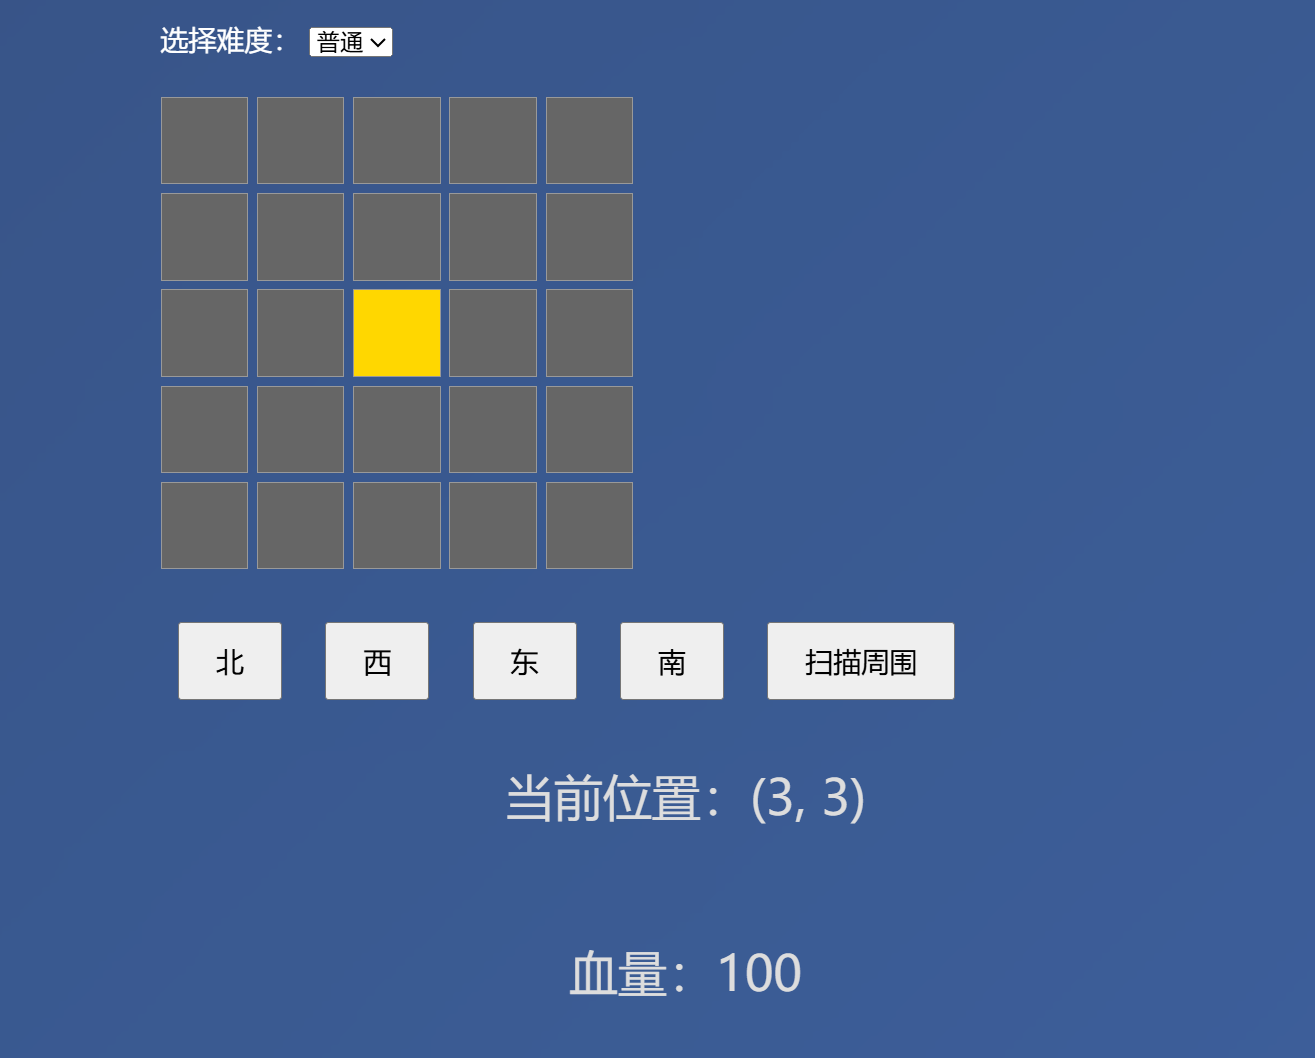 选择难度： 普通
北 西 东 南 扫描周围
当前位置：(3, 3)
血量：100